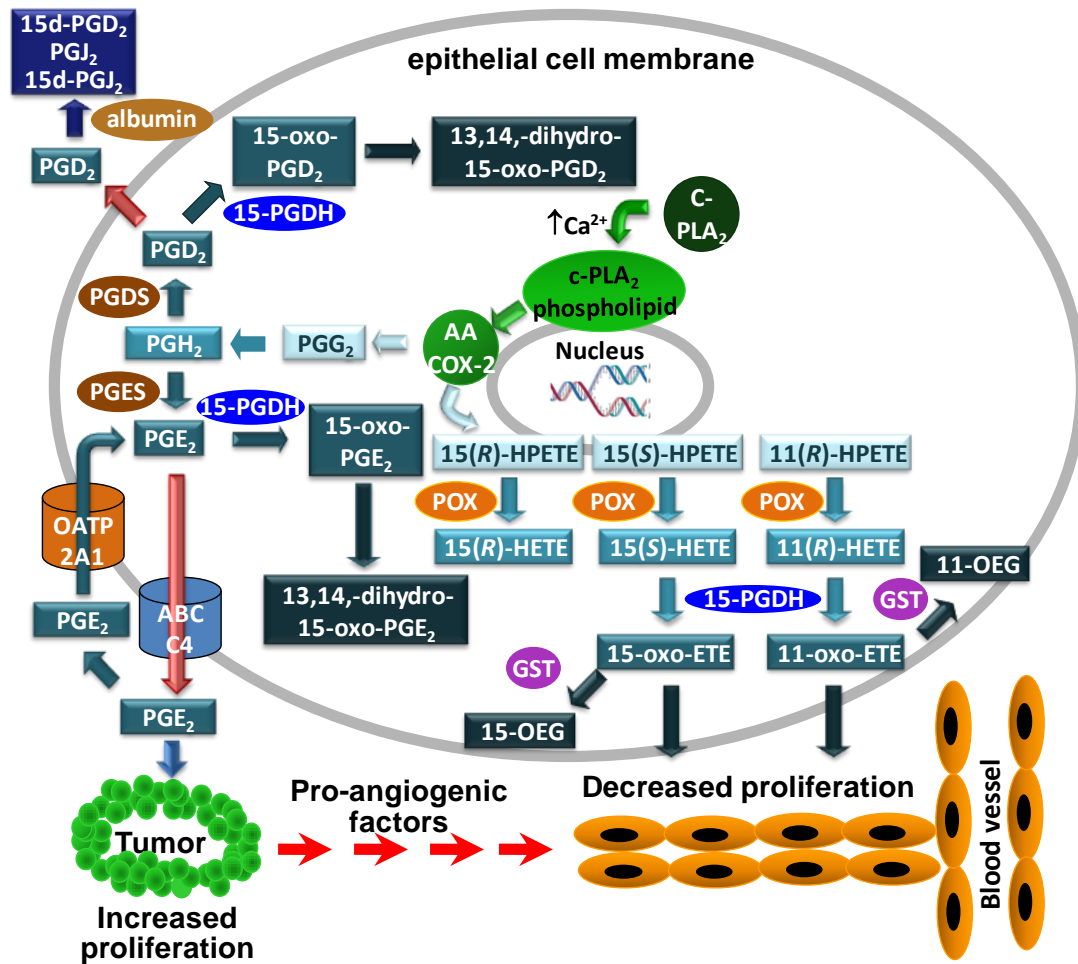 15d-PGD₂
PGJ₂
15d-PGJ₂
epithelial cell membrane
albumin
PGD₂
15-oxo-
PGD₂
13,14,-dihydro-
15-oxo-PGD₂
15-PGDH
C-
PLA₂
↑Ca²⁺
PGD₂
c-PLA₂
phospholipid
PGDS
PGH₂
PGG₂
AA
COX-2
Nucleus
PGES
15-PGDH
PGE₂
15-oxo-
PGE₂
15(R)-HPETE
15(S)-HPETE
11(R)-HPETE
POX
POX
POX
OATP
2A1
15(R)-HETE
15(S)-HETE
11(R)-HETE
11-OEG
13,14,-dihydro-
15-oxo-PGE₂
15-PGDH
GST
PGE₂
ABC
C4
15-oxo-ETE
11-oxo-ETE
GST
PGE₂
15-OEG
Pro-angiogenic
factors
Decreased proliferation
Blood vessel
Tumor
Increased
proliferation